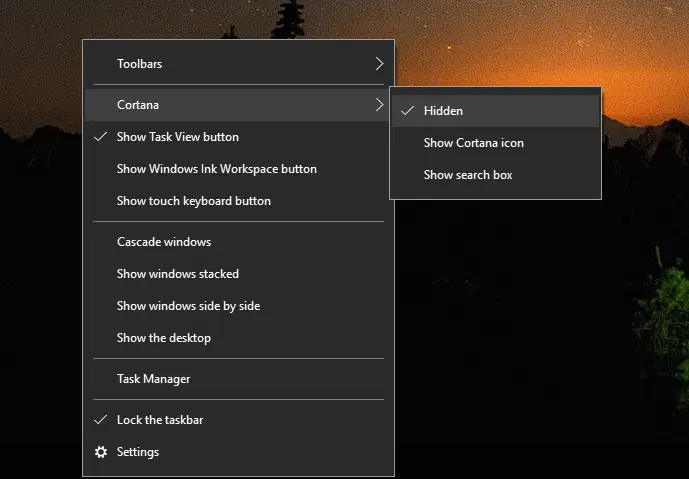 Toolbars
Cortana
Show Task View button
Show Windows Ink Workspace button
Show touch keyboard button
Cascade windows
Show windows stacked
Show windows side by side
Show the desktop
Task Manager
Lock the taskbar
Settings
Hidden
Show Cortana icon
Show search box